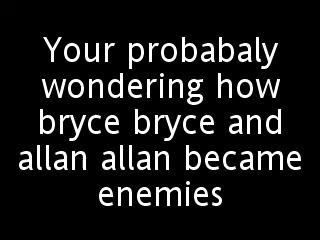 Your probabaly
wondering how
bryce bryce and
allan allan became
enemies